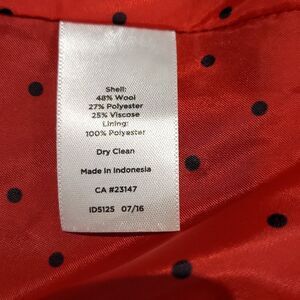 Shell:
48% Wool
27% Polyester
25% Viscose
Lining:
100% Polyester
Dry Clean
Made in Indonesia
CA #23147
ID5125 07/16